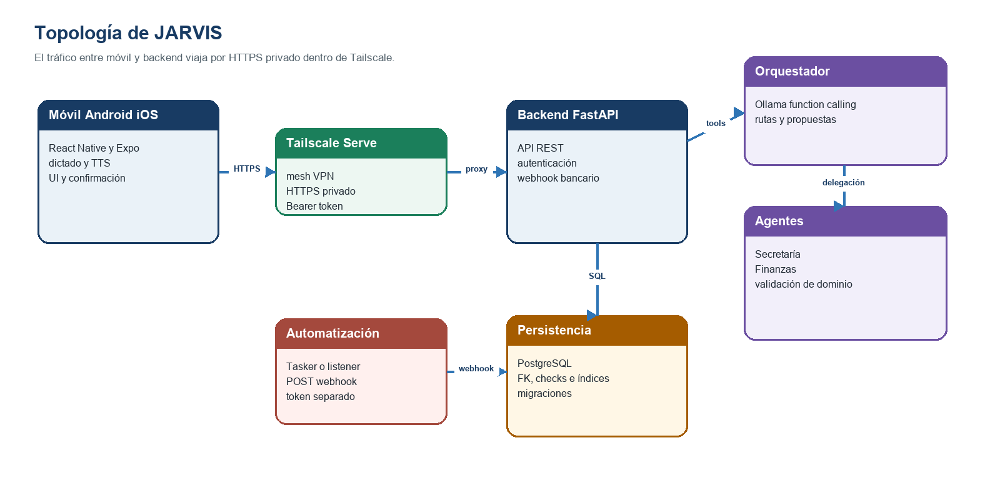 Topología de JARVIS
El tráfico entre móvil y backend viaja por HTTPS privado dentro de Tailscale.
Móvil Android iOS
React Native y Expo
dictado y TTS
UI y confirmación
HTTPS
Tailscale Serve
mesh VPN
HTTPS privado
Bearer token
proxy
Backend FastAPI
API REST
autenticación
webhook bancario
tools
Orquestador
Ollama function calling
rutas y propuestas
delegación
Agentes
Secretaría
Finanzas
validación de dominio
SQL
Automatización
Tasker o listener
POST webhook
token separado
webhook
Persistencia
PostgreSQL
FK, checks e índices
migraciones